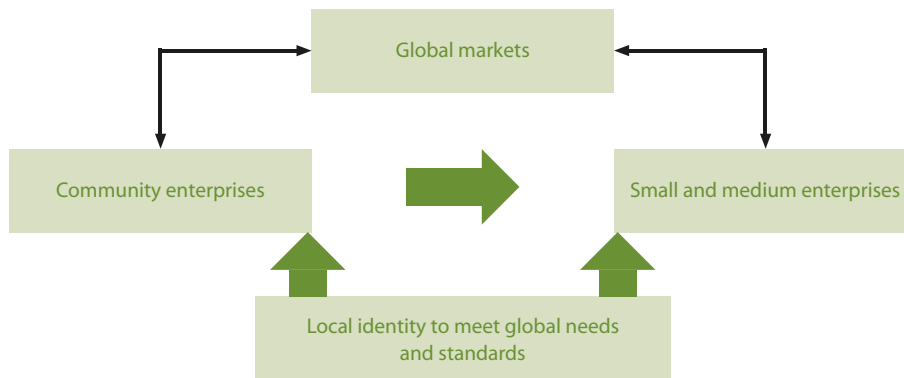 Global markets
Community enterprises
Small and medium enterprises
Local identity to meet global needs
and standards